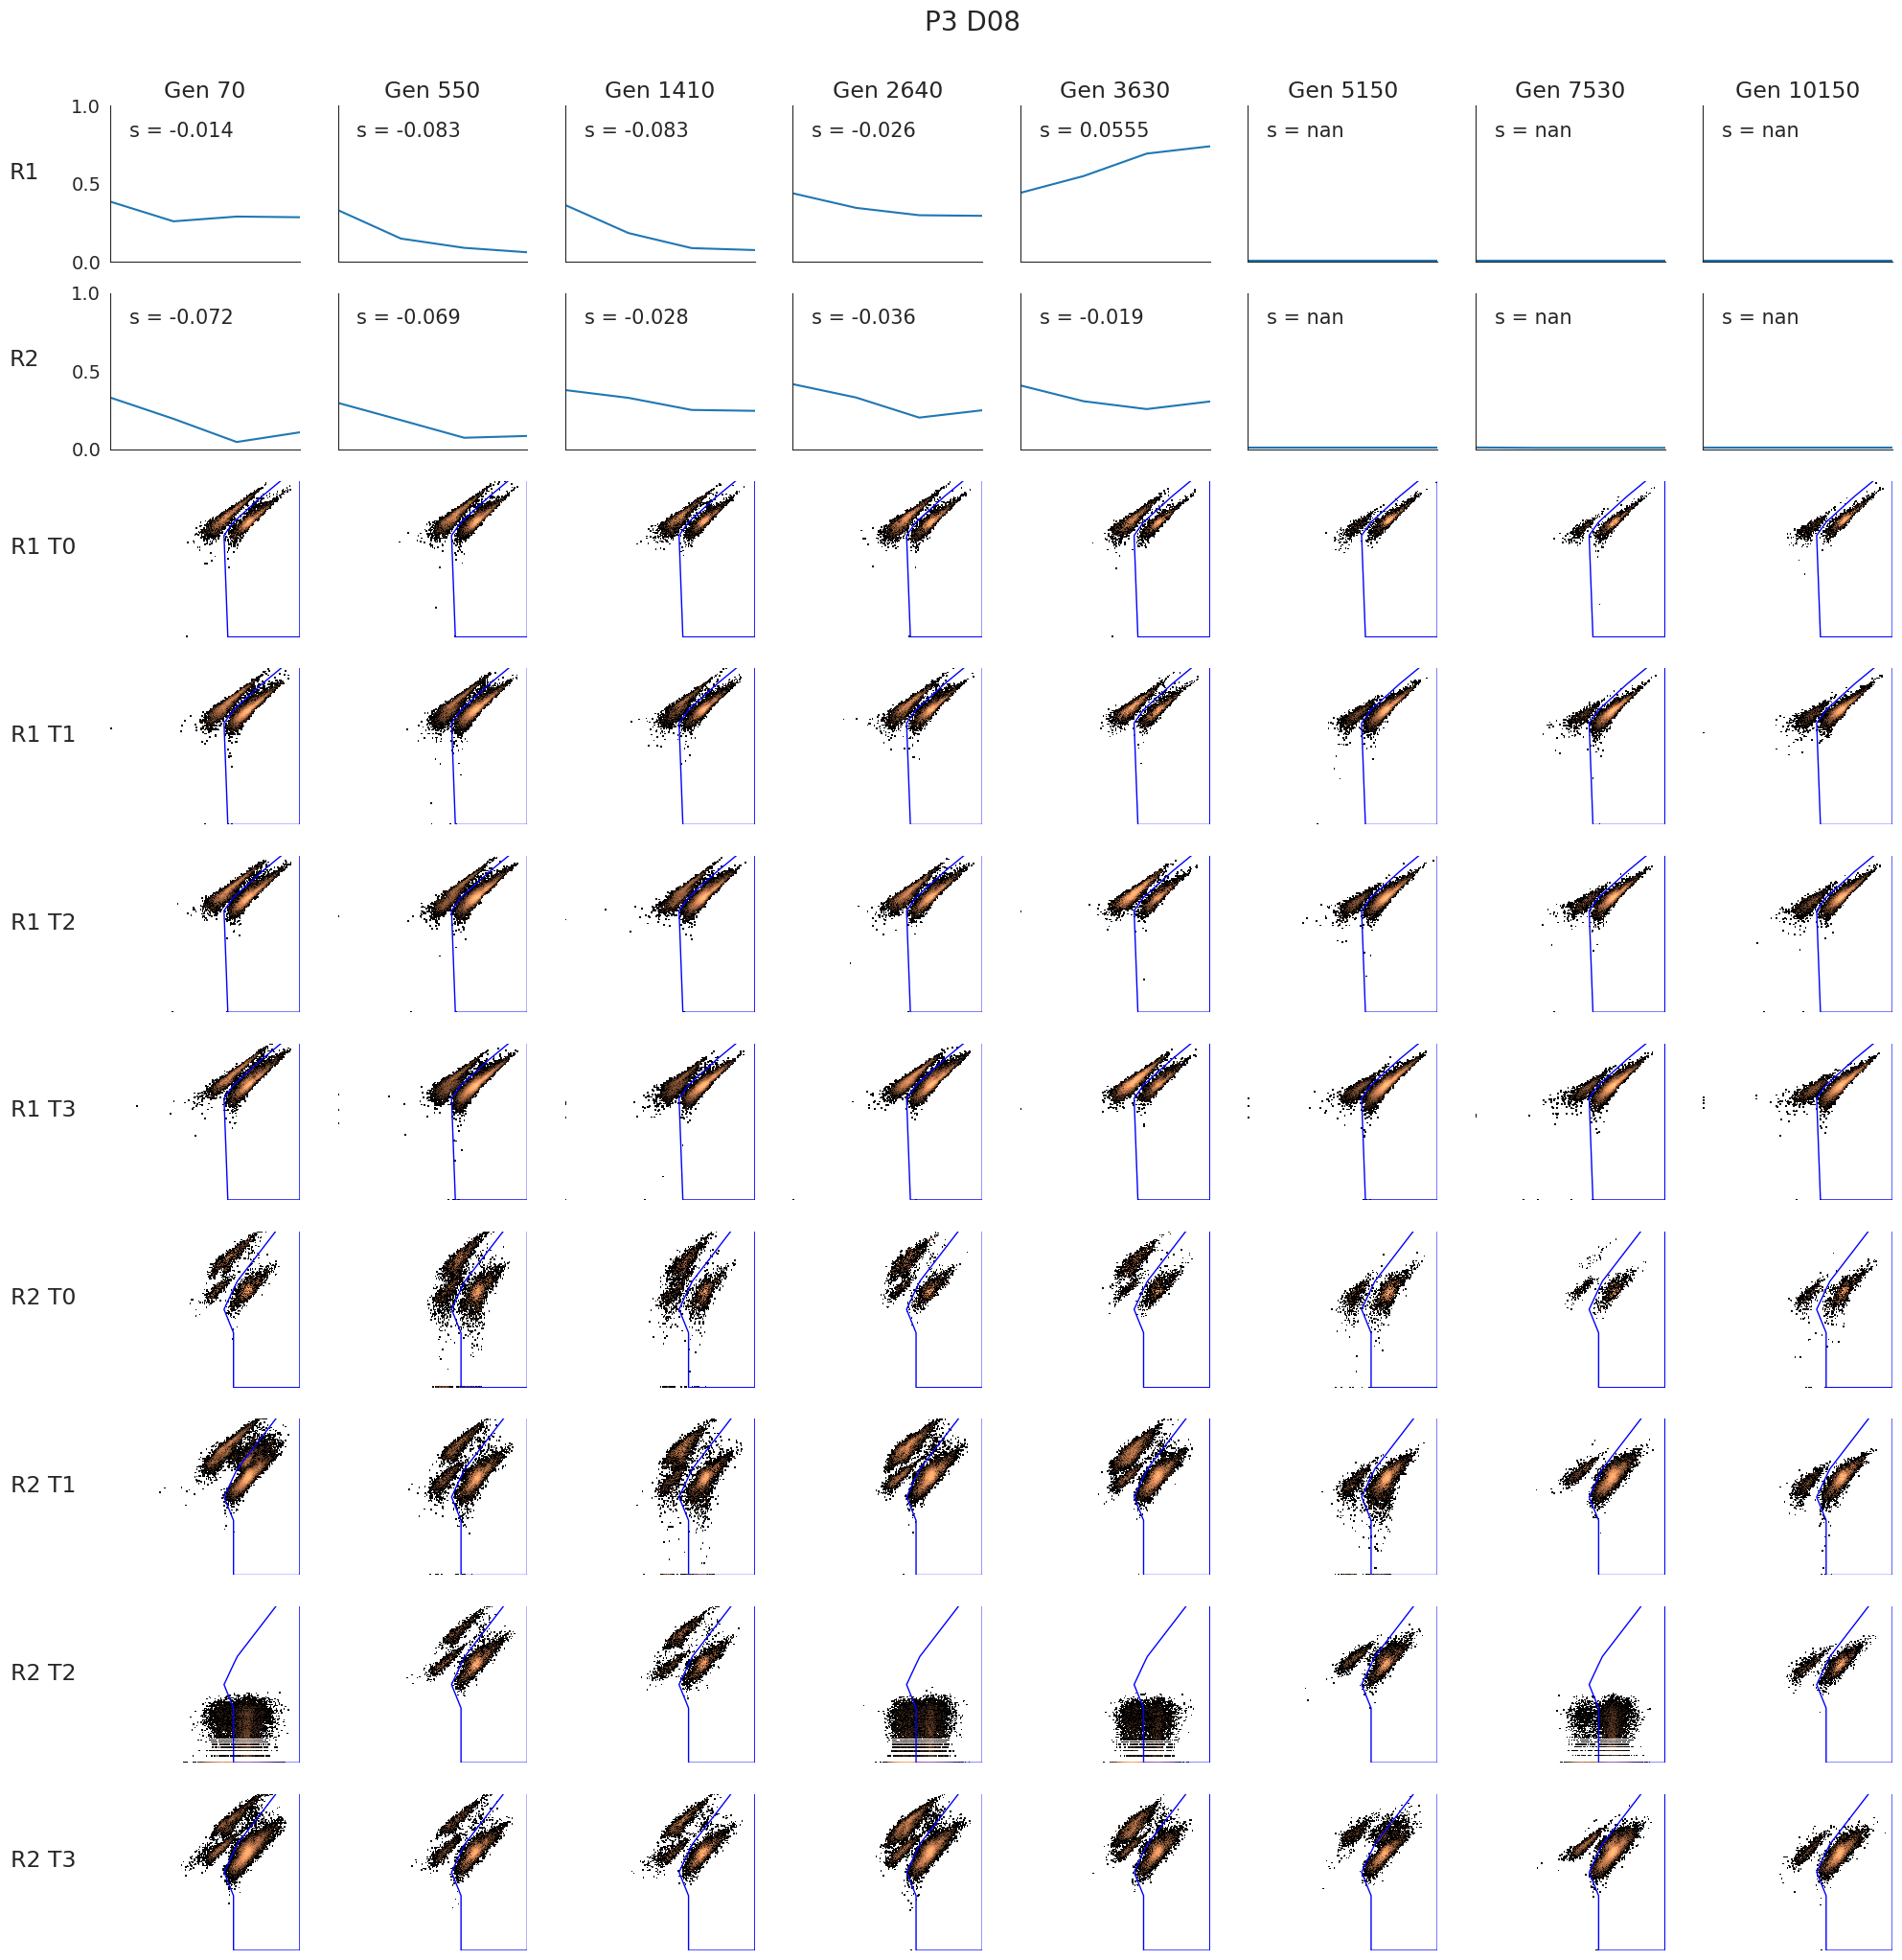 P3 D08
Gen 70 Gen 550 Gen 1410 Gen 2640 Gen 3630 Gen 5150 Gen 7530 Gen 10150
1.0
s = -0.014 s = -0.083 s = -0.083 s = -0.026 s = 0.0555 s = nan s = nan s = nan
R1
0.5
0.0
1.0
s = -0.072 s = -0.069 s = -0.028 s = -0.036 s = -0.019 s = nan s = nan s = nan
R2
0.5
0.0
R1 T0
R1 T1
R1 T2
R1 T3
R2 T0
R2 T1
R2 T2
R2 T3